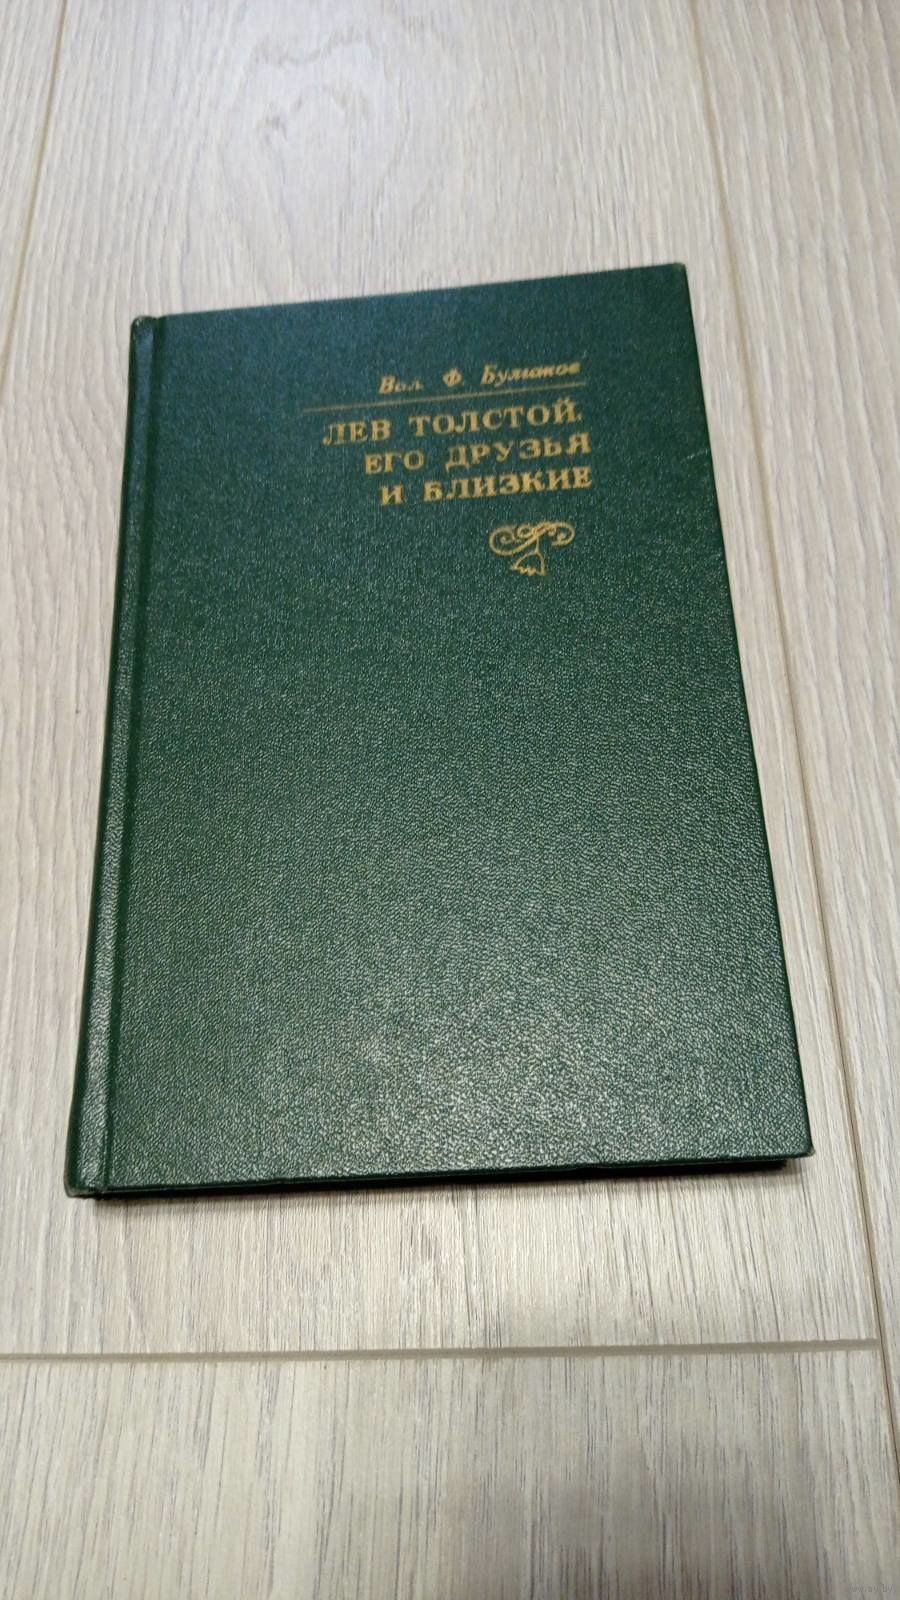 Вал. Ф. Булгаков
ЛЕВ ТОЛСТОЙ,
ЕГО ДРУЗЬЯ
И БЛИЗКИЕ